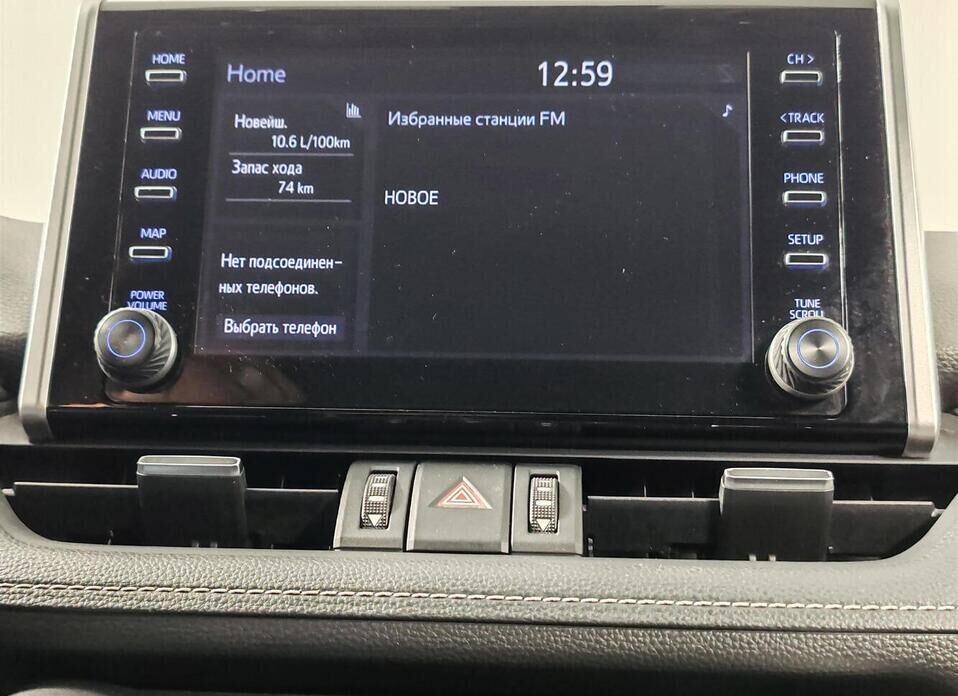 HOME
MENU
AUDIO
MAP
POWER
VOLUME
Home
12:59
Новейш.
10.6 L/100km
Запас хода
74 km
Нет подсоединен-
ных телефонов.
Выбрать телефон
Избранные станции FM
НОВОЕ
CH >
< TRACK
PHONE
SETUP
TUNE
SCROLL